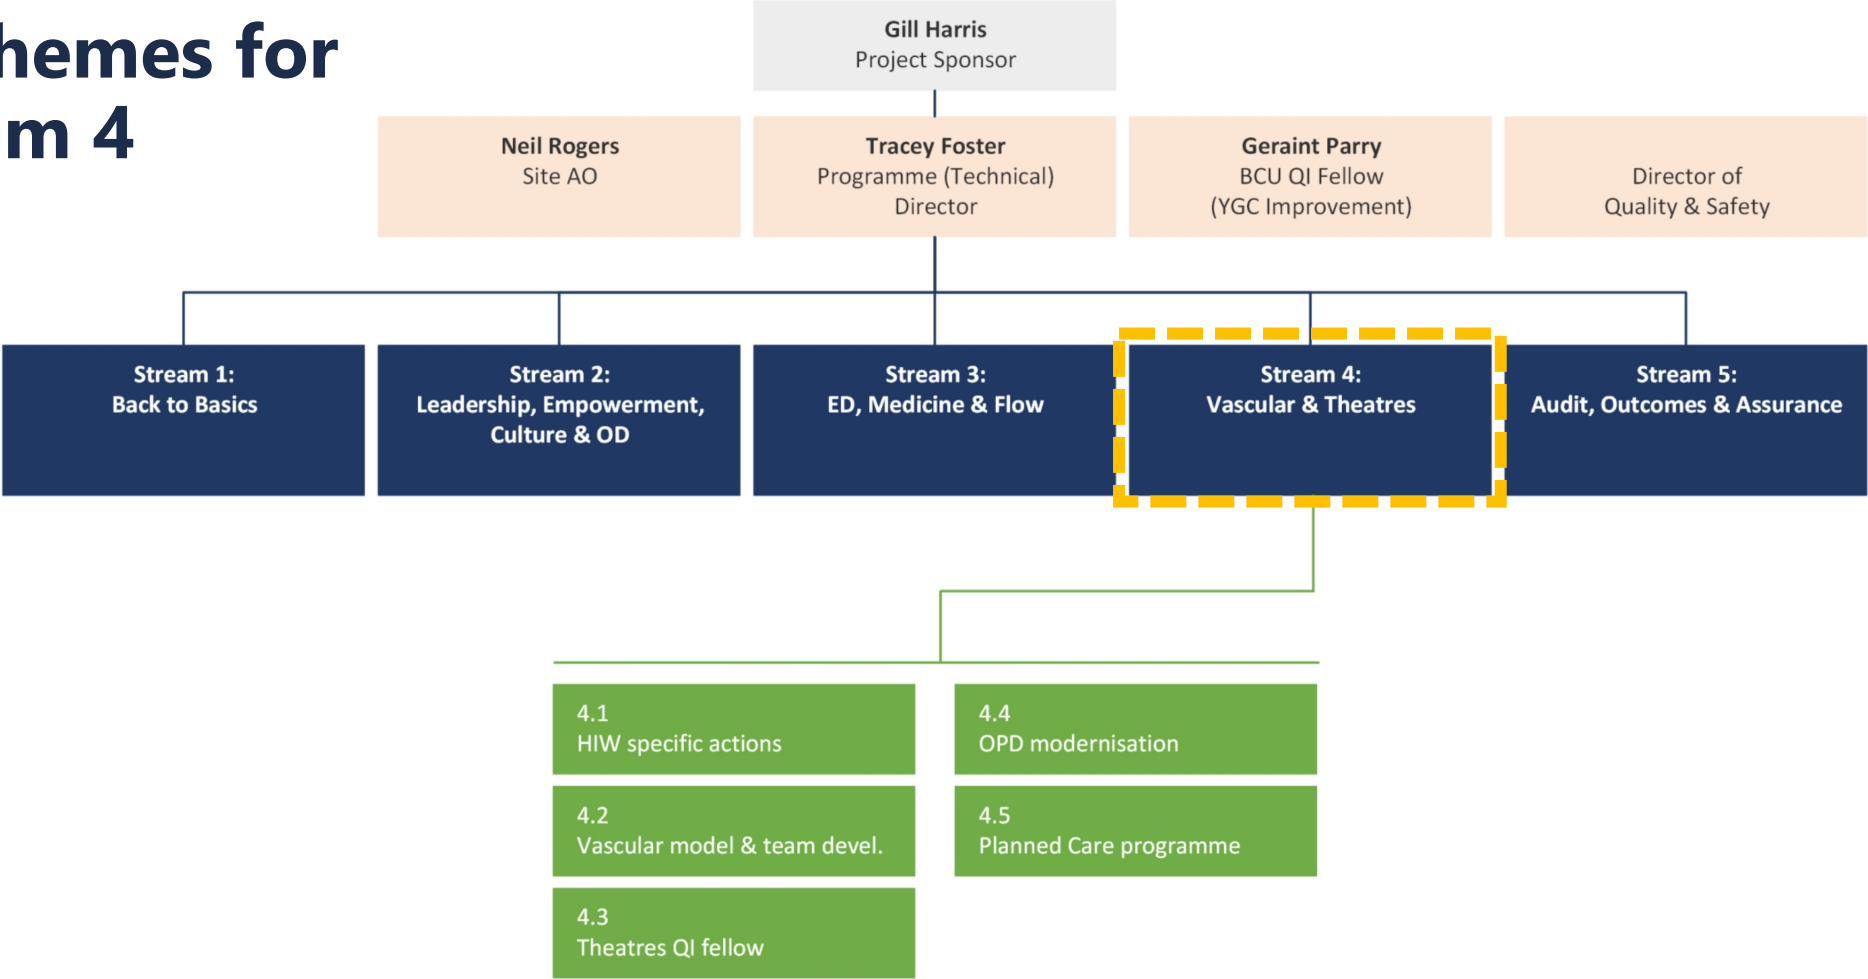 hemes for
m 4
Gill Harris
Project Sponsor
Neil Rogers
Site AO
Tracey Foster
Programme (Technical)
Director
Geraint Parry
BCU QI Fellow
(YGC Improvement)
Director of
Quality & Safety
Stream 1:
Back to Basics
Stream 2:
Leadership, Empowerment,
Culture & OD
Stream 3:
ED, Medicine & Flow
Stream 4:
Vascular & Theatres
Stream 5:
Audit, Outcomes & Assurance
4.1
HIW specific actions
4.2
Vascular model & team devel.
4.3
Theatres QI fellow
4.4
OPD modernisation
4.5
Planned Care programme